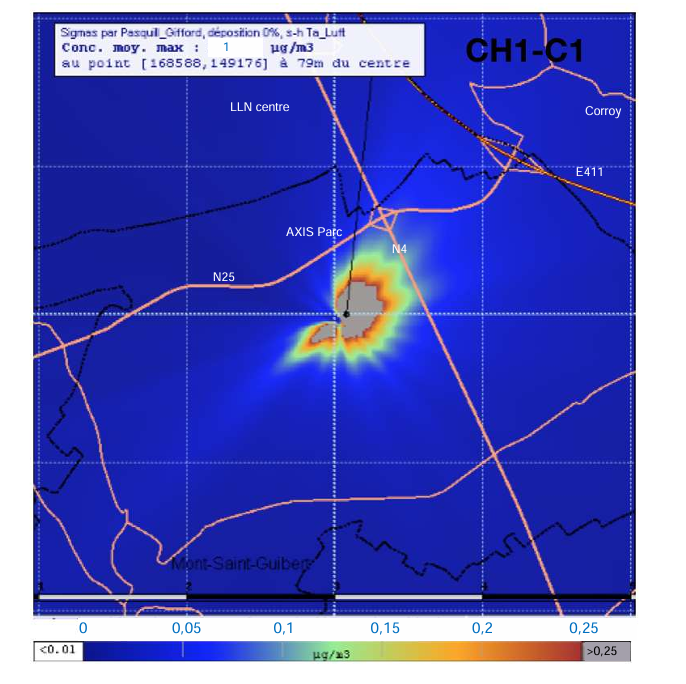 Sigmas par Pasquill_Gifford, déposition 0%, s-h Ta_Luft
Conc. moy. max : 1 µg/m3
au point [168588,149176] à 79m du centre
CH1-C1
LLN centre
Corroy
E411
AXIS Parc
N4
N25
Mont-Saint-Guibert
1 2 3 4
0 0,05 0,1 0,15 0,2 0,25
<0.01 µg/m3 >0,25